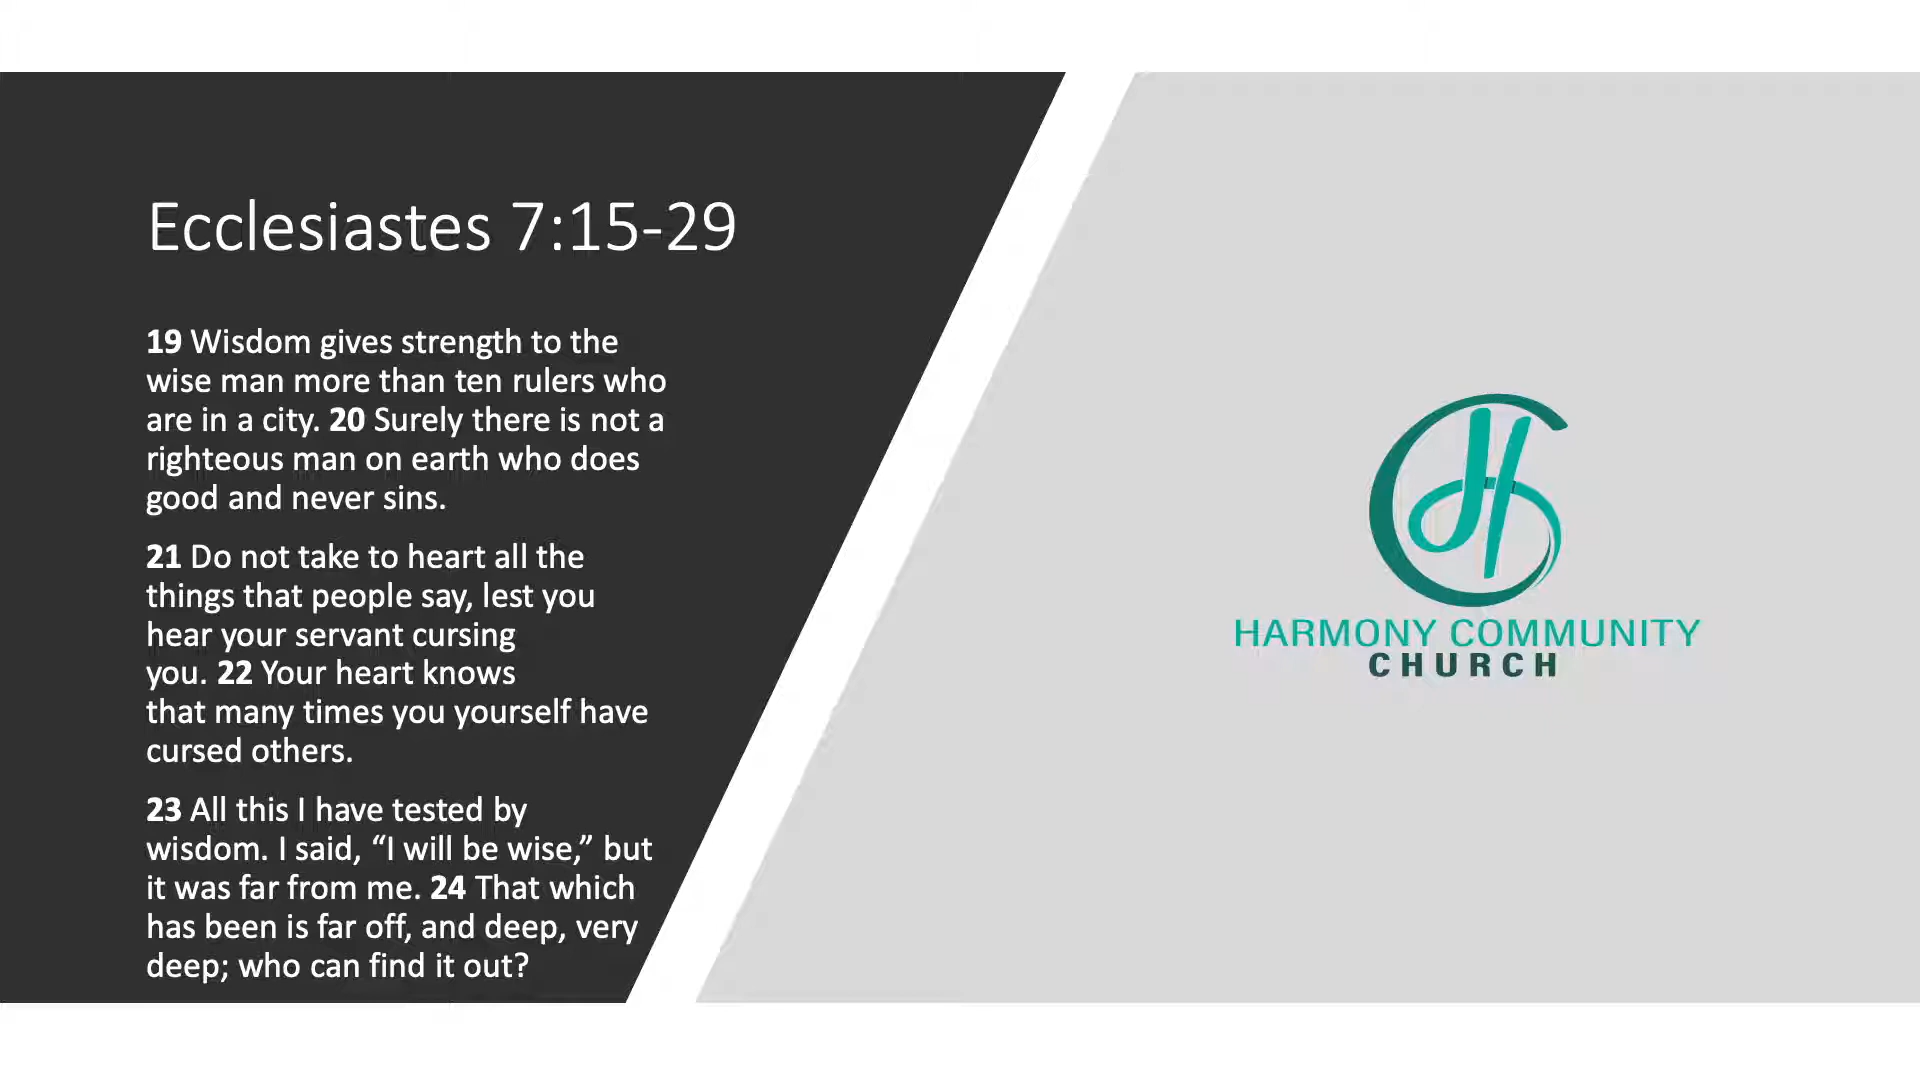 Ecclesiastes 7:15-29
19 Wisdom gives strength to the
wise man more than ten rulers who
are in a city. 20 Surely there is not a
righteous man on earth who does
good and never sins.
21 Do not take to heart all the
things that people say, lest you
hear your servant cursing
you. 22 Your heart knows
that many times you yourself have
cursed others.
23 All this I have tested by
wisdom. I said, “I will be wise,” but
it was far from me. 24 That which
has been is far off, and deep, very
deep; who can find it out?
HARMONY COMMUNITY
CHURCH